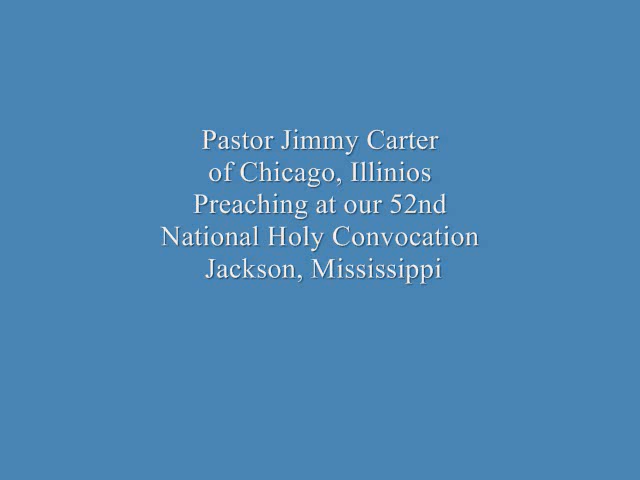 Pastor Jimmy Carter
of Chicago, Illinios
Preaching at our 52nd
National Holy Convocation
Jackson, Mississippi